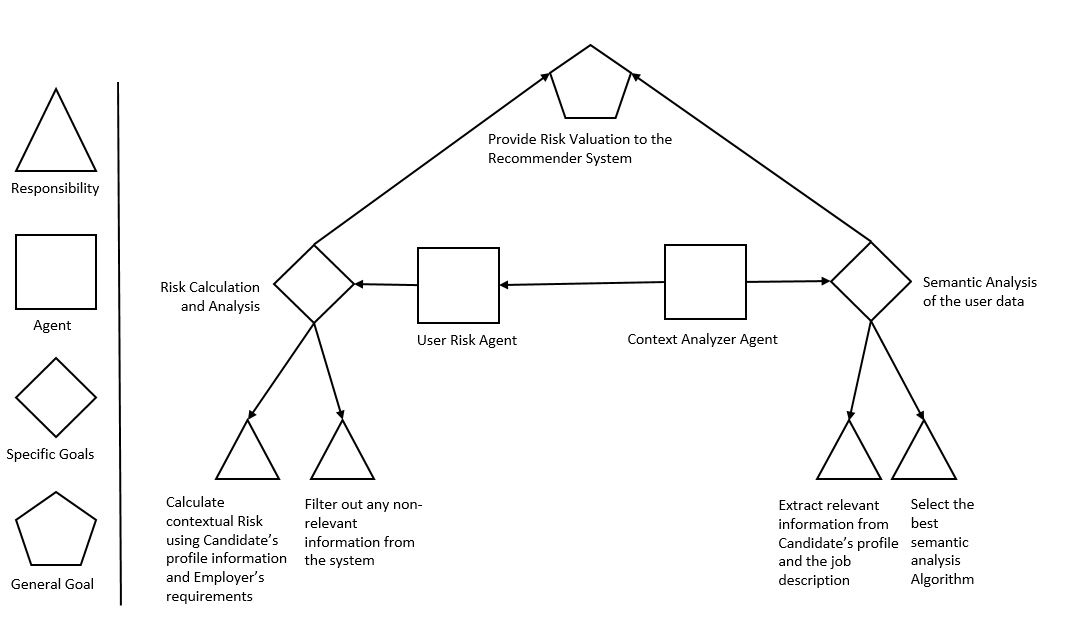 Responsibility
Agent
Specific Goals
General Goal
Provide Risk Valuation to the
Recommender System
Risk Calculation
and Analysis
User Risk Agent
Context Analyzer Agent
Semantic Analysis
of the user data
Calculate
contextual Risk
using Candidate’s
profile information
and Employer’s
requirements
Filter out any non-
relevant
information from
the system
Extract relevant
information from
Candidate’s profile
and the job
description
Select the
best
semantic
analysis
Algorithm